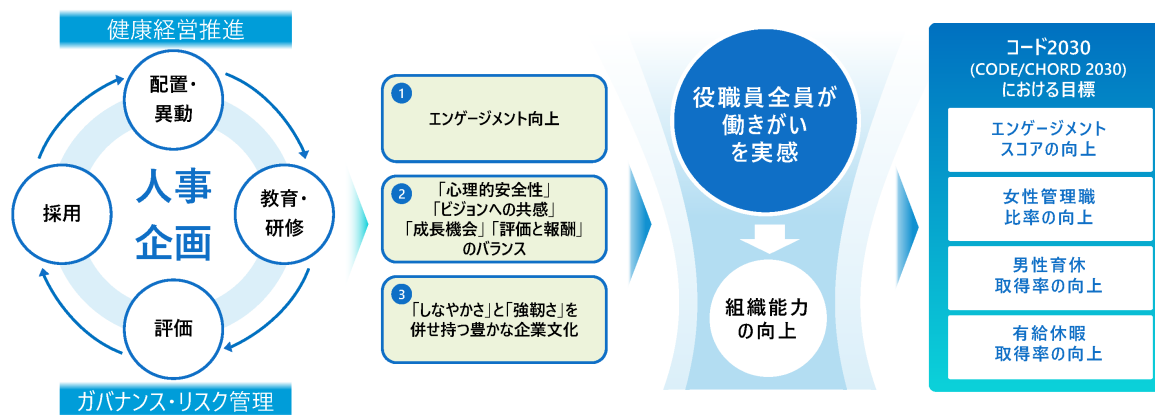 健康経営推進
配置・
異動
人事
企画
採用
教育・
研修
評価
ガバナンス・リスク管理
1
エンゲージメント向上
2
「心理的安全性」
「ビジョンへの共感」
「成長機会」「評価と報酬」
のバランス
3
「しなやかさ」と「強靭さ」を
併せ持つ豊かな企業文化
役職員全員が
働きがい
を実感
組織能力
の向上
コード2030
(CODE/CHORD 2030)
における目標
エンゲージメント
スコアの向上
女性管理職
比率の向上
男性育休
取得率の向上
有給休暇
取得率の向上